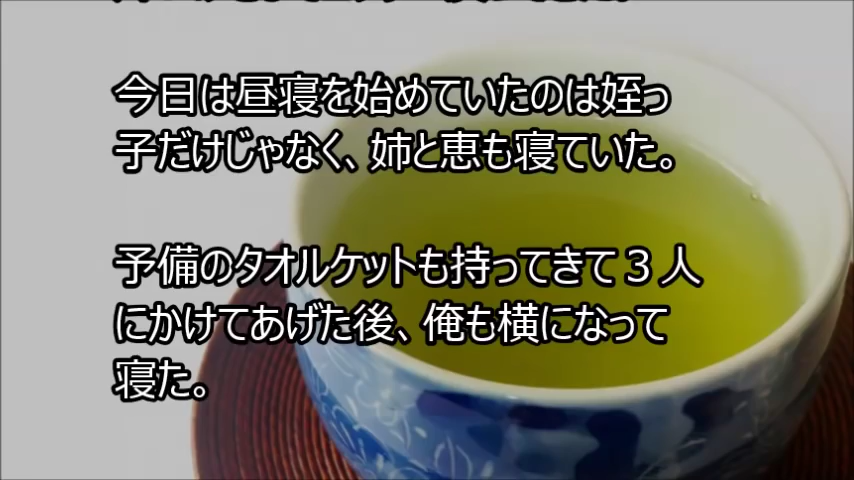 今日は昼寝を始めていたのは姪っ
子だけじゃなく、姉と恵も寝ていた。
予備のタオルケットも持ってきて３人
にかけてあげた後、俺も横になって
寝た。